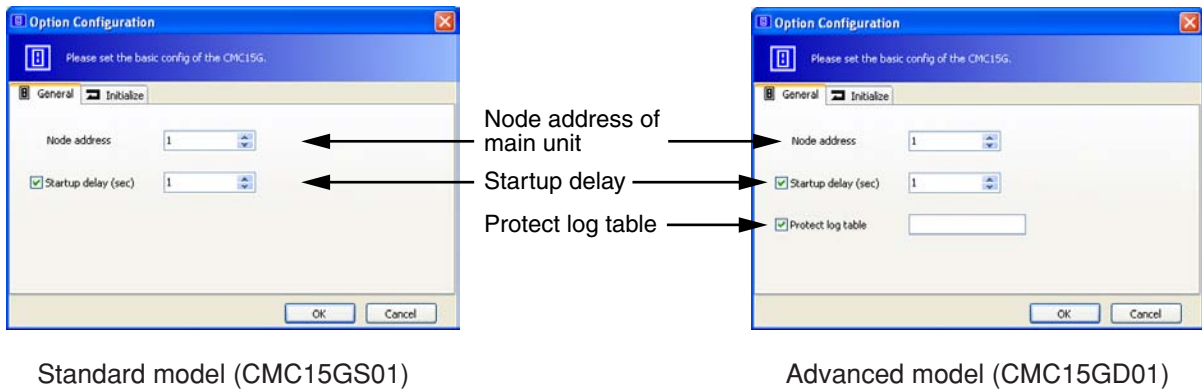 Option Configuration
Please set the basic config of the CMC15G.
General Initialize
Node address 1
Startup delay (sec) 1
OK Cancel
Node address of
main unit
Startup delay
Protect log table
Option Configuration
Please set the basic config of the CMC15G.
General Initialize
Node address 1
Startup delay (sec) 1
Protect log table
OK Cancel
Standard model (CMC15GS01)
Advanced model (CMC15GD01)